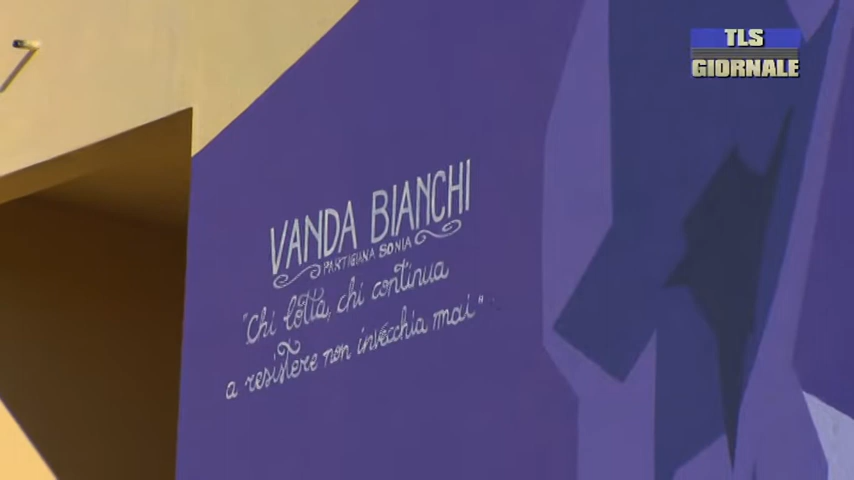 TLS
GIORNALE
VANDA BIANCHI
PARTIGIANA SONIA
"Chi lotta, chi continua
a resistere non invecchia mai"